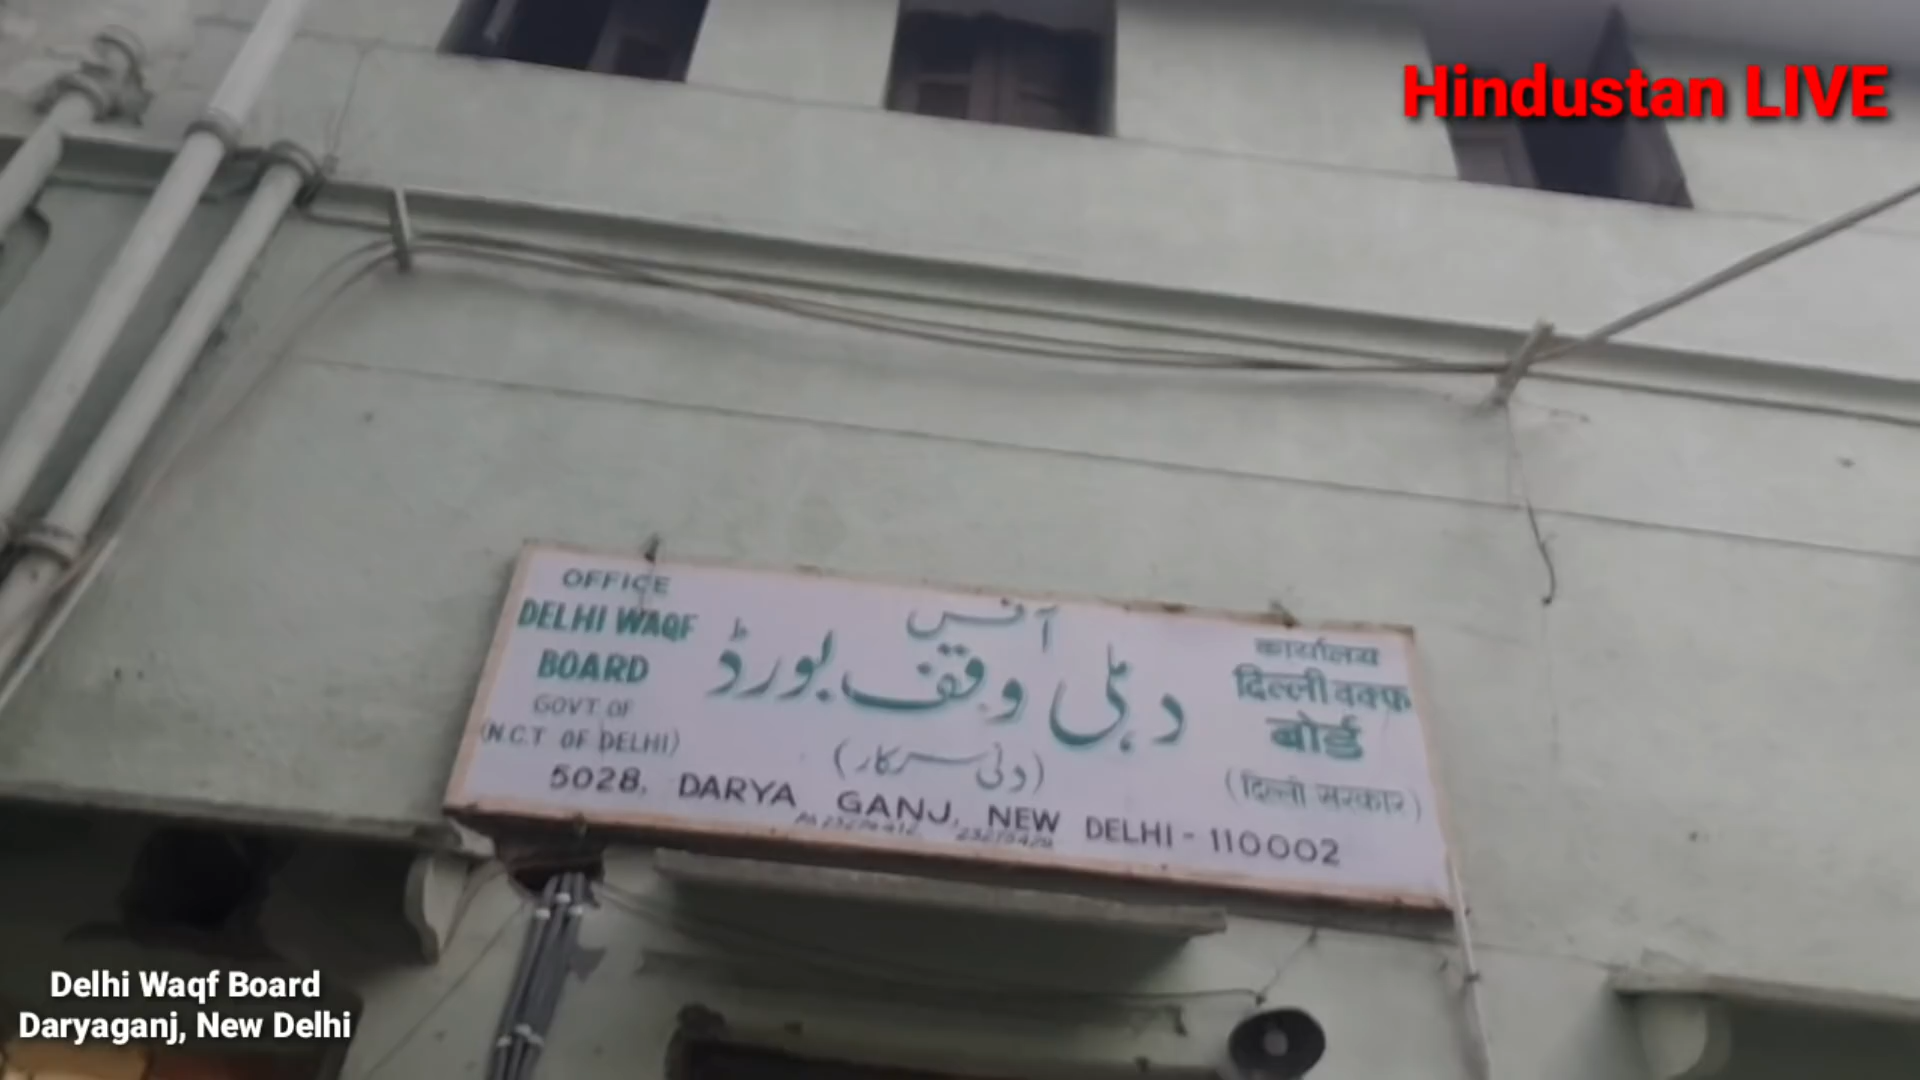 Hindustan LIVE
OFFICE
DELHI WAQF
BOARD
GOVT OF
(N.C.T OF DELHI)
آفس
دہلی وقف بورڈ
(دلی سرکار)
कार्यालय
दिल्ली वक्फ़
बोर्ड
(दिल्ली सरकार)
5028, DARYA GANJ, NEW DELHI - 110002
Delhi Waqf Board
Daryaganj, New Delhi